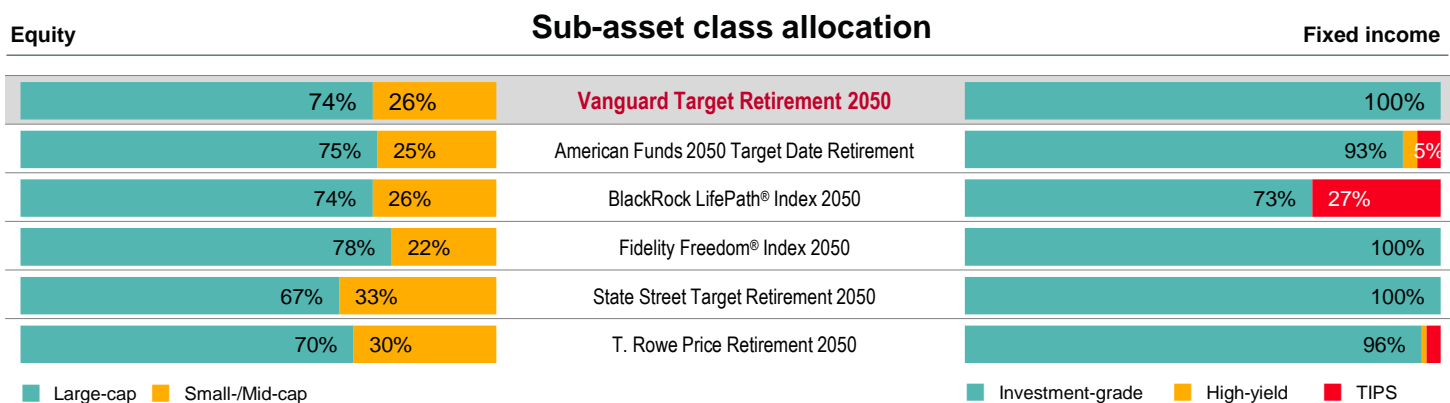 Sub-asset class allocation
Equity Fixed income
74% 26% Vanguard Target Retirement 2050 100%
75% 25% American Funds 2050 Target Date Retirement 93% 5%
74% 26% BlackRock LifePath® Index 2050 73% 27%
78% 22% Fidelity Freedom® Index 2050 100%
67% 33% State Street Target Retirement 2050 100%
70% 30% T. Rowe Price Retirement 2050 96%
Large-cap Small-/Mid-cap Investment-grade High-yield TIPS